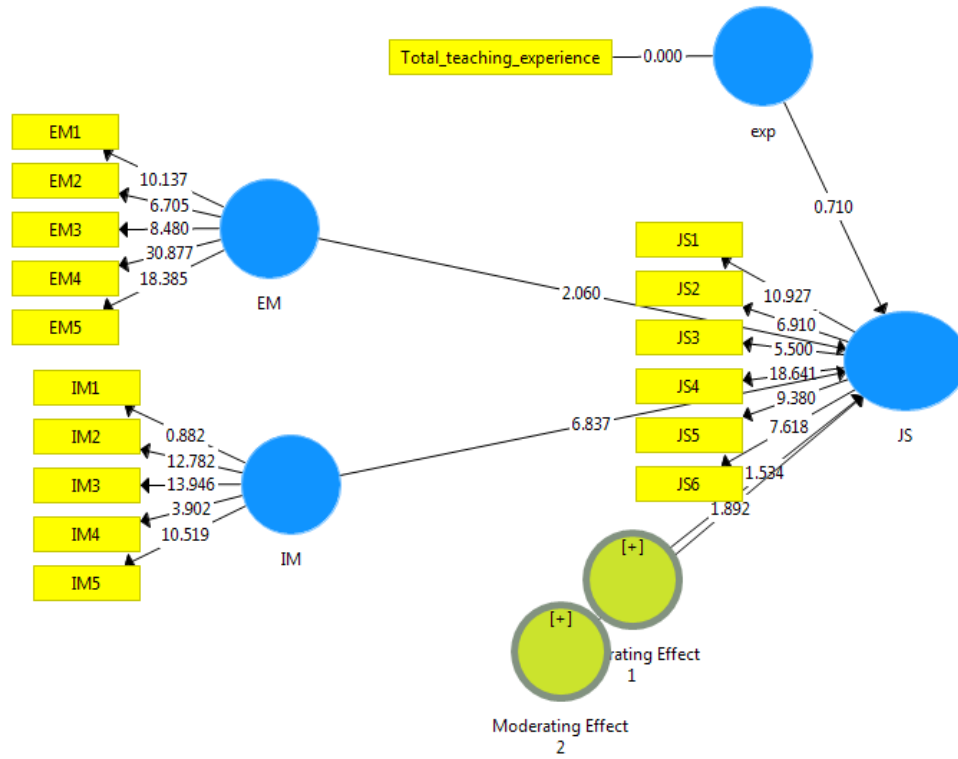 Total_teaching_experience
0.000
exp
0.710
EM1
EM2
EM3
EM4
EM5
10.137
6.705
8.480
30.877
18.385
EM
2.060
JS1
JS2
JS3
JS4
JS5
JS6
10.927
6.910
5.500
18.641
9.380
7.618
JS
IM1
IM2
IM3
IM4
IM5
0.882
12.782
13.946
3.902
10.519
IM
6.837
1.534
1.892
[+]
rating Effect
1
[+]
Moderating Effect
2